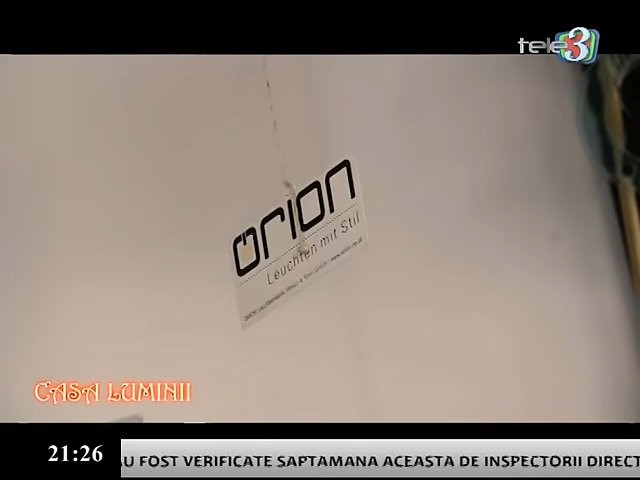 tele3
orion
Leuchten mit Stil
CASA LUMINII
21:26
AU FOST VERIFICATE SAPTAMANA ACEASTA DE INSPECTORII DIRECT